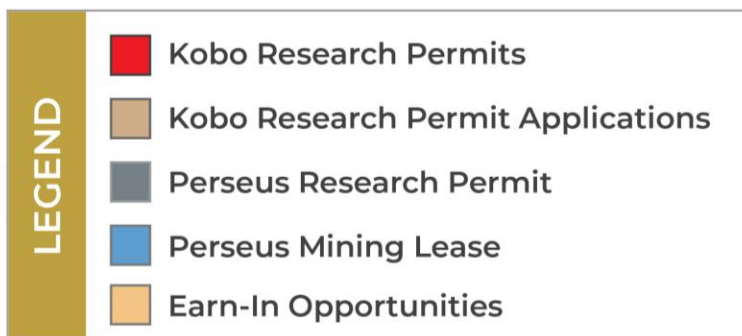 LEGEND
Kobo Research Permits
Kobo Research Permit Applications
Perseus Research Permit
Perseus Mining Lease
Earn-In Opportunities